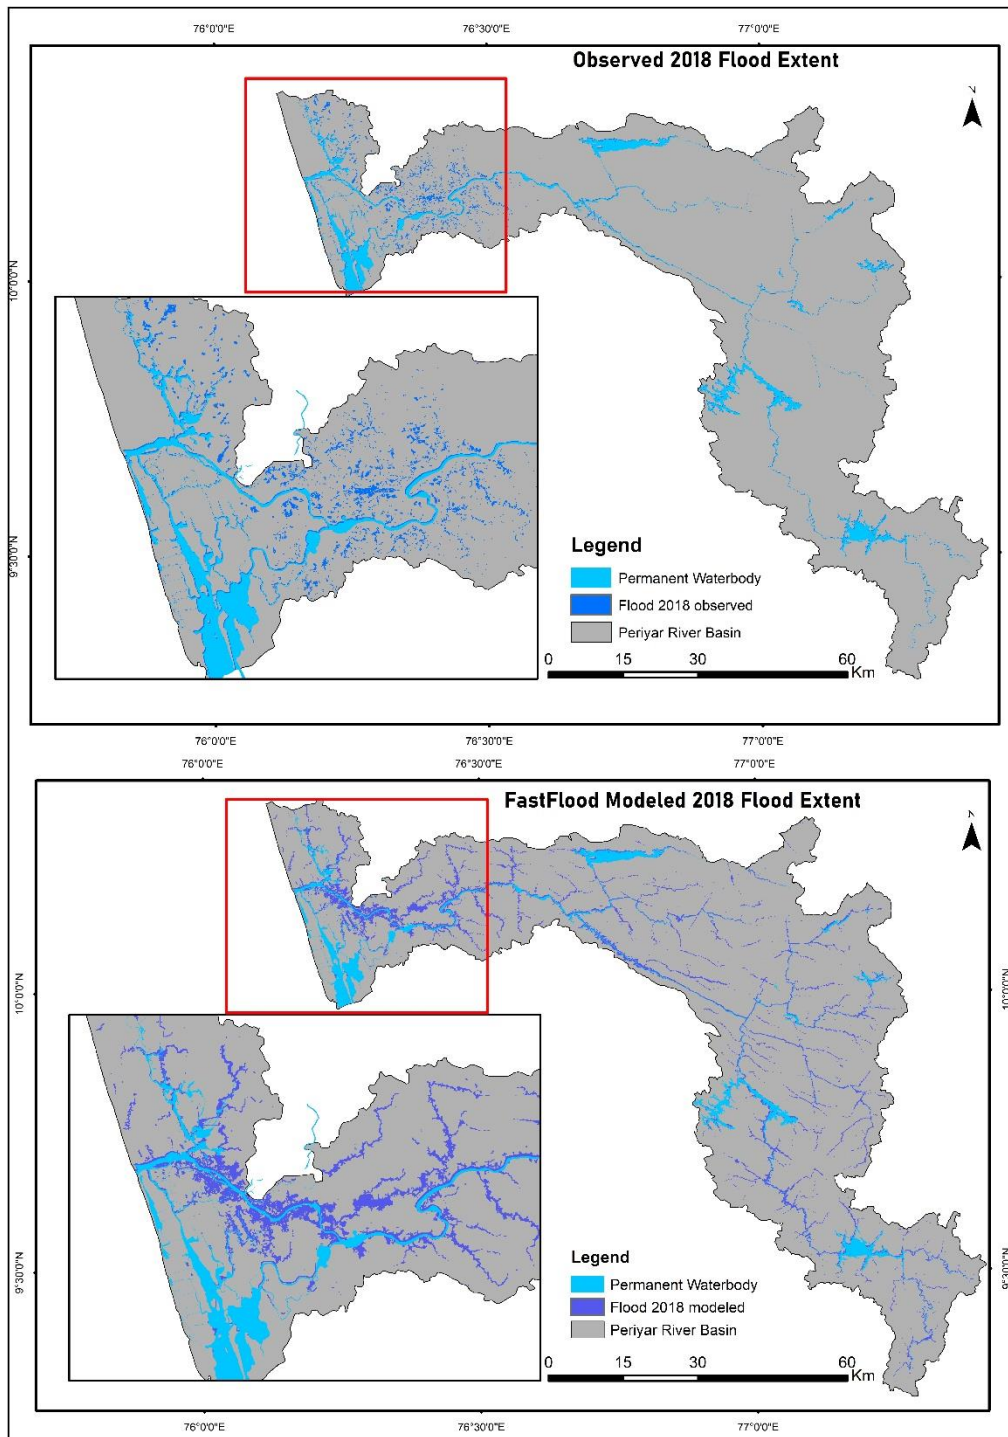 76°0'0"E 76°30'0"E 77°0'0"E
Observed 2018 Flood Extent
N
10°0'0"N
9°30'0"N
Legend
Permanent Waterbody
Flood 2018 observed
Periyar River Basin
0 15 30 60
Km
76°0'0"E 76°30'0"E 77°0'0"E
76°0'0"E 76°30'0"E 77°0'0"E
FastFlood Modeled 2018 Flood Extent
N
10°0'0"N 10°0'0"N
9°30'0"N 9°30'0"N
Legend
Permanent Waterbody
Flood 2018 modeled
Periyar River Basin
0 15 30 60
Km
76°0'0"E 76°30'0"E 77°0'0"E